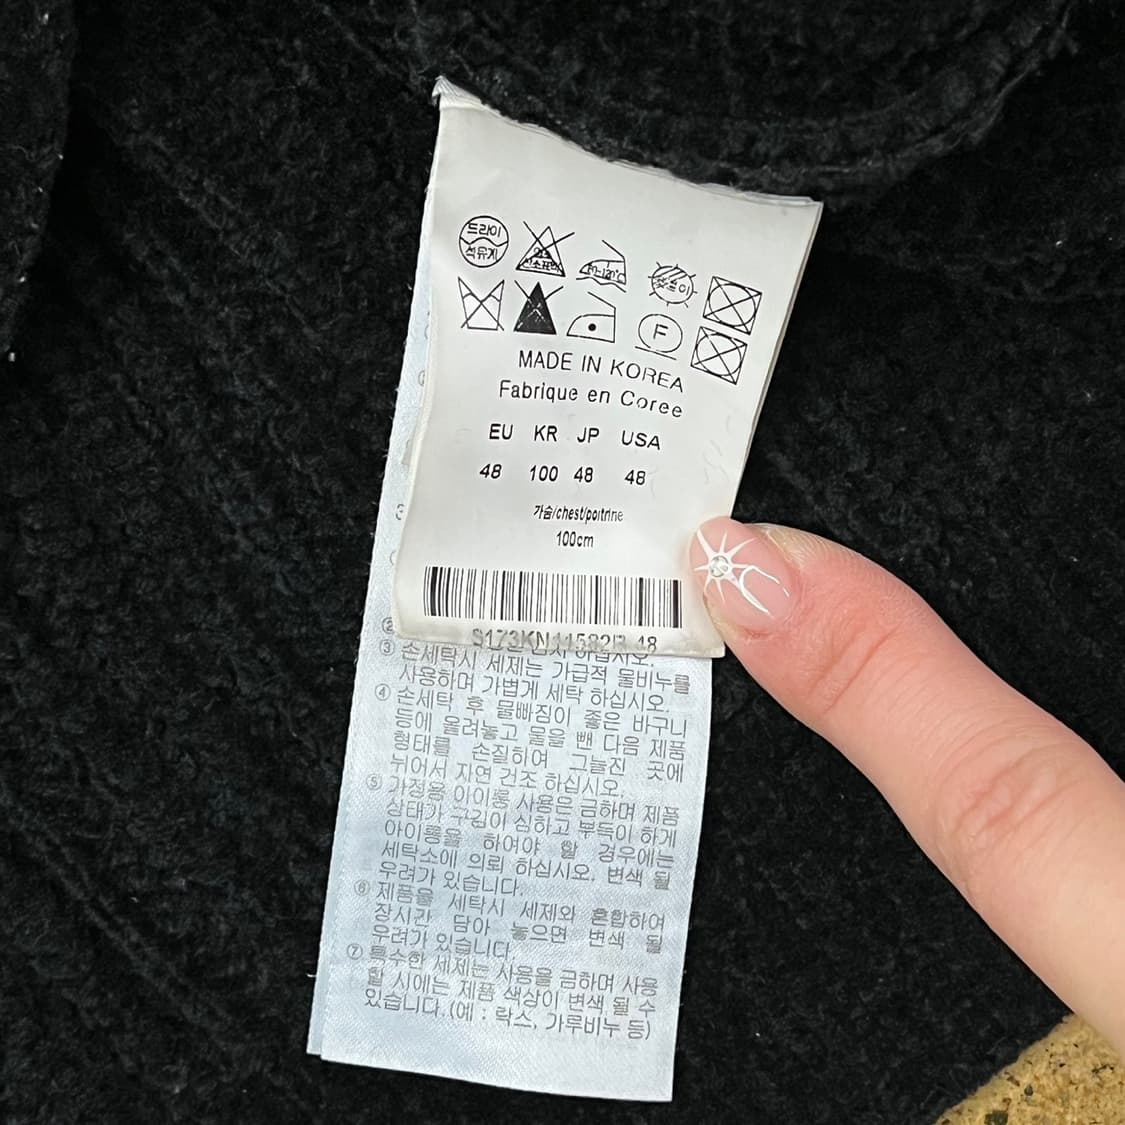 드라이
석유계
80~120°C
F
MADE IN KOREA
Fabrique en Coree
EU KR JP USA
48 100 48 48
가슴/chest/poitrine
100cm
S173KN11582R 48
②
③ 손세탁시 세제는 가급적 물비누를
사용하며 가볍게 세탁 하십시오.
④ 손세탁 후 물빠짐이 좋은 바구니
등에 올려놓고 물을 뺀 다음 제품
형태를 손질하여 그늘진 곳에
뉘어서 자연 건조 하십시오.
⑤ 가정용 아이롱 사용은 금하며 제품
상태가 구김이 심하고 부득이 하게
아이롱을 하여야 할 경우에는
세탁소에 의뢰 하십시오. 변색 될
우려가 있습니다.
⑥ 제품을 세탁시 세제와 혼합하여
장시간 담아 놓으면 변색 될
우려가 있습니다.
⑦ 특수한 세제는 사용을 금하며 사용
할 시에는 제품 색상이 변색 될 수
있습니다.(예 : 락스, 가루비누 등)